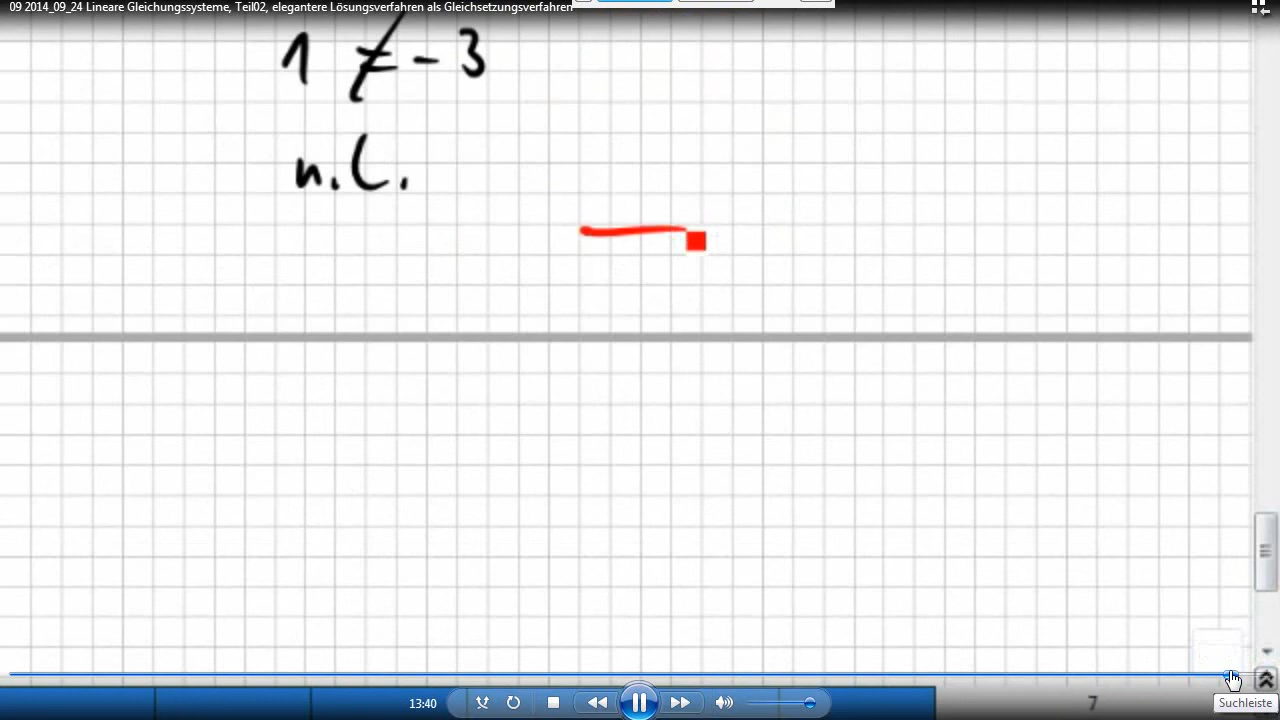 09 2014_09_24 Lineare Gleichungssysteme, Teil02, elegantere Lösungsverfahren als Gleichsetzungsverfahren
1 ≠ - 3
n.L.
13:40
7
Suchleiste